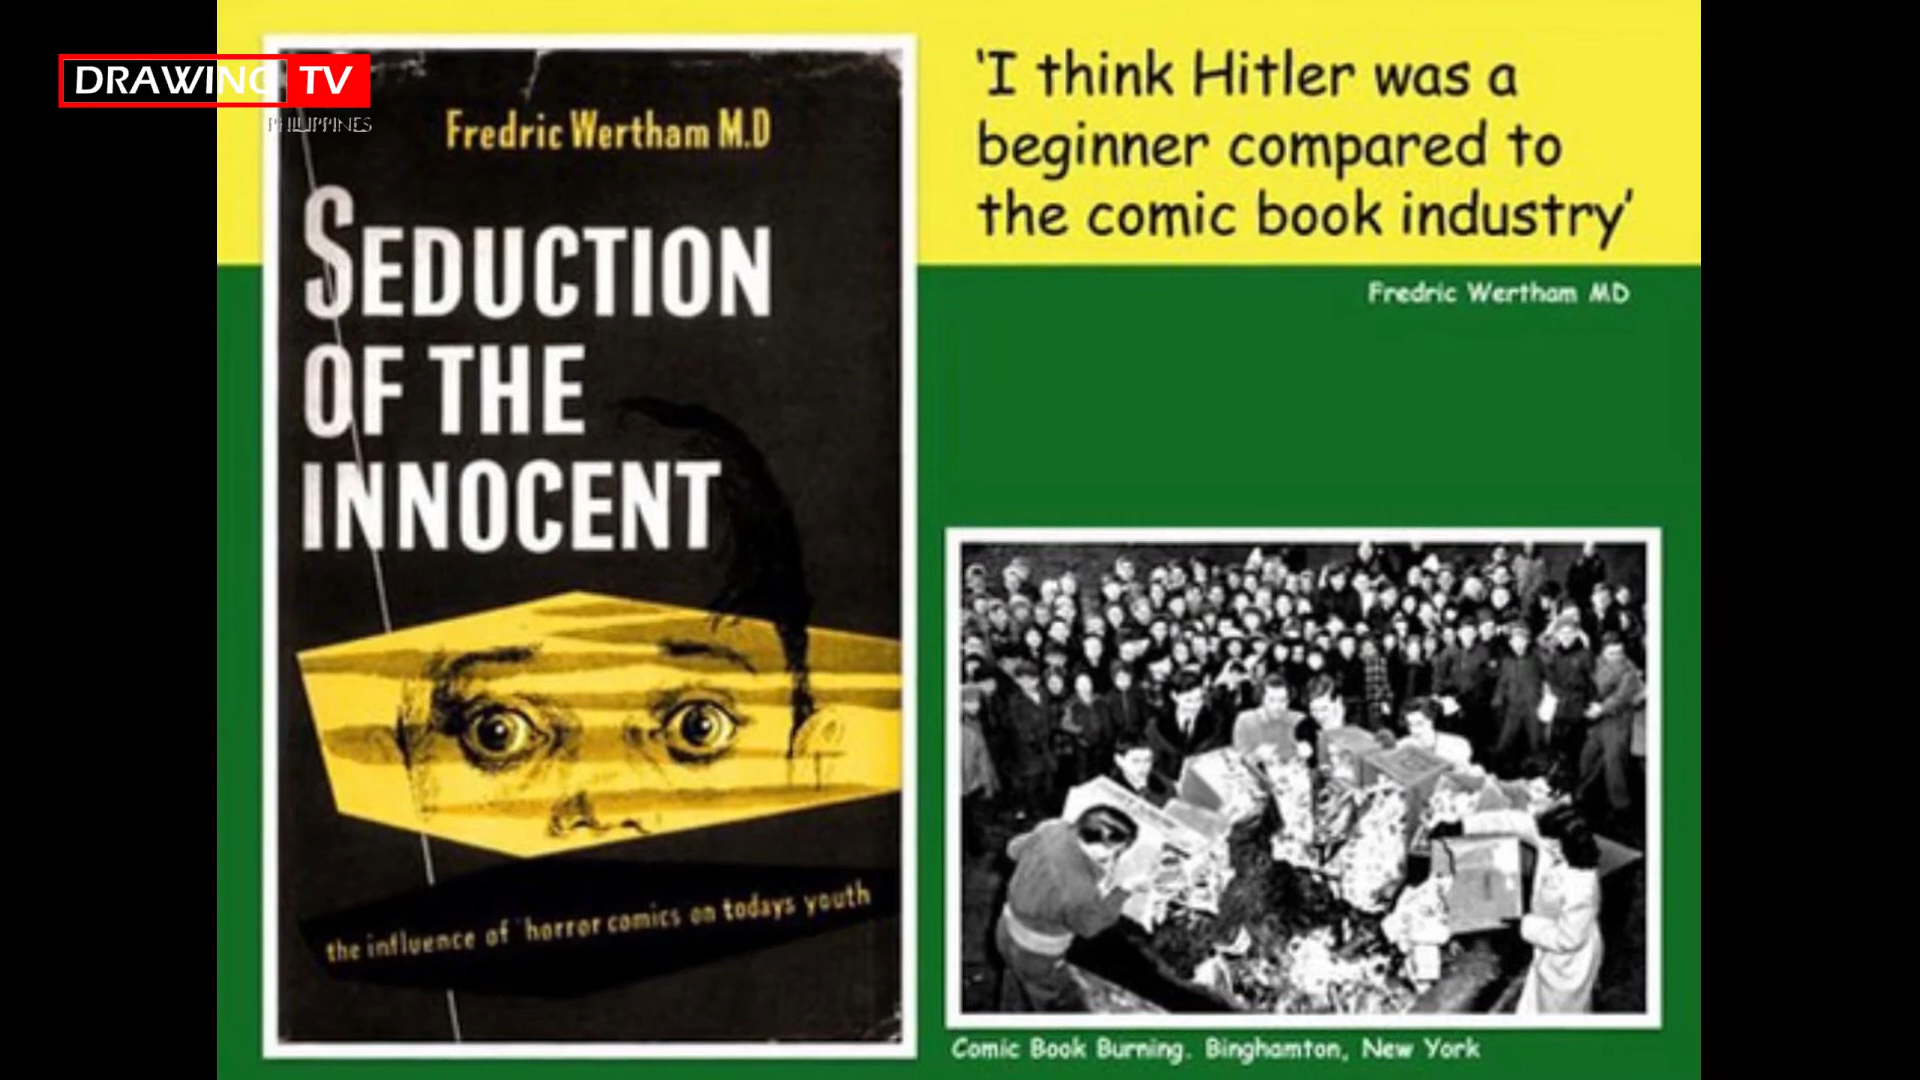 DRAWING TV
PHILIPPINES
Fredric Wertham M.D
SEDUCTION
OF THE
INNOCENT
the influence of horror comics on todays youth
'I think Hitler was a
beginner compared to
the comic book industry'
Fredric Wertham MD
Comic Book Burning. Binghamton, New York